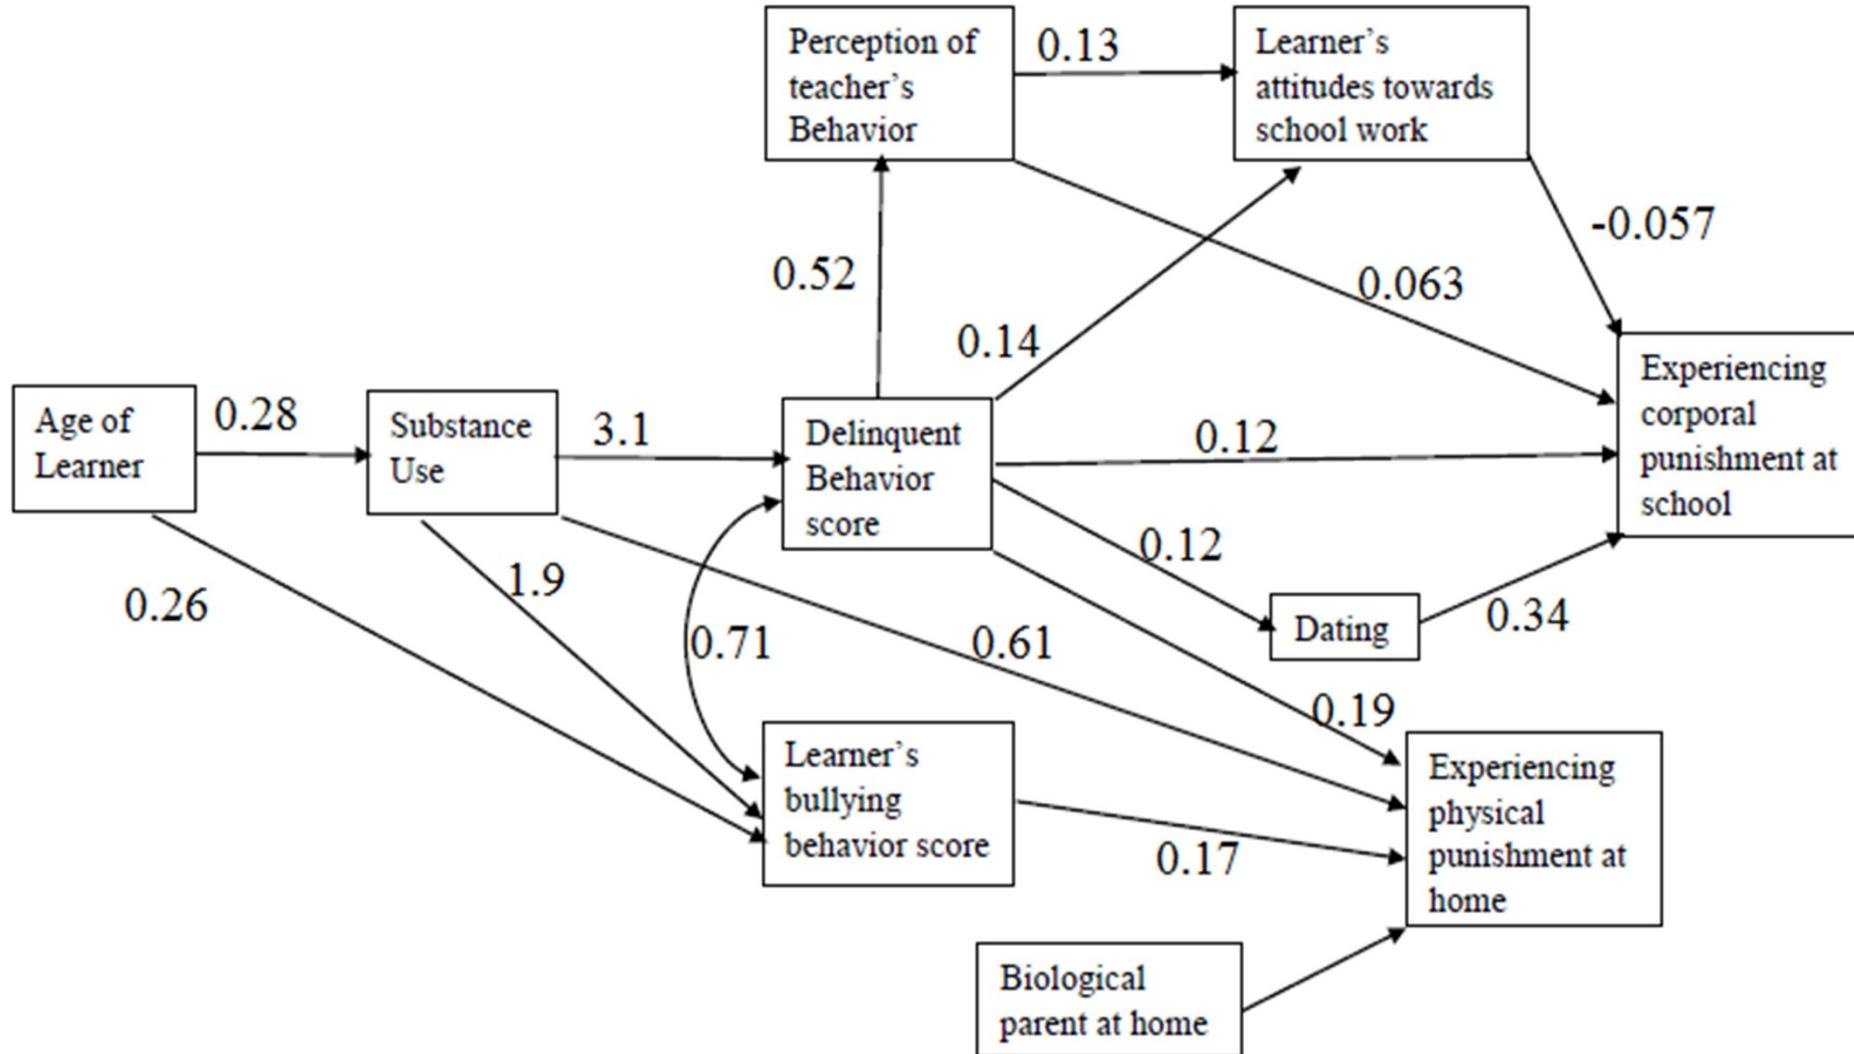 Perception of
teacher's
Behavior
0.13
Learner's
attitudes towards
school work
-0.057
0.063
0.52
0.14
Age of
Learner
0.28
Substance
Use
3.1
Delinquent
Behavior
score
0.12
Experiencing
corporal
punishment at
school
0.12
Dating
0.34
0.26
1.9
0.71
0.61
0.19
Learner's
bullying
behavior score
0.17
Experiencing
physical
punishment at
home
Biological
parent at home